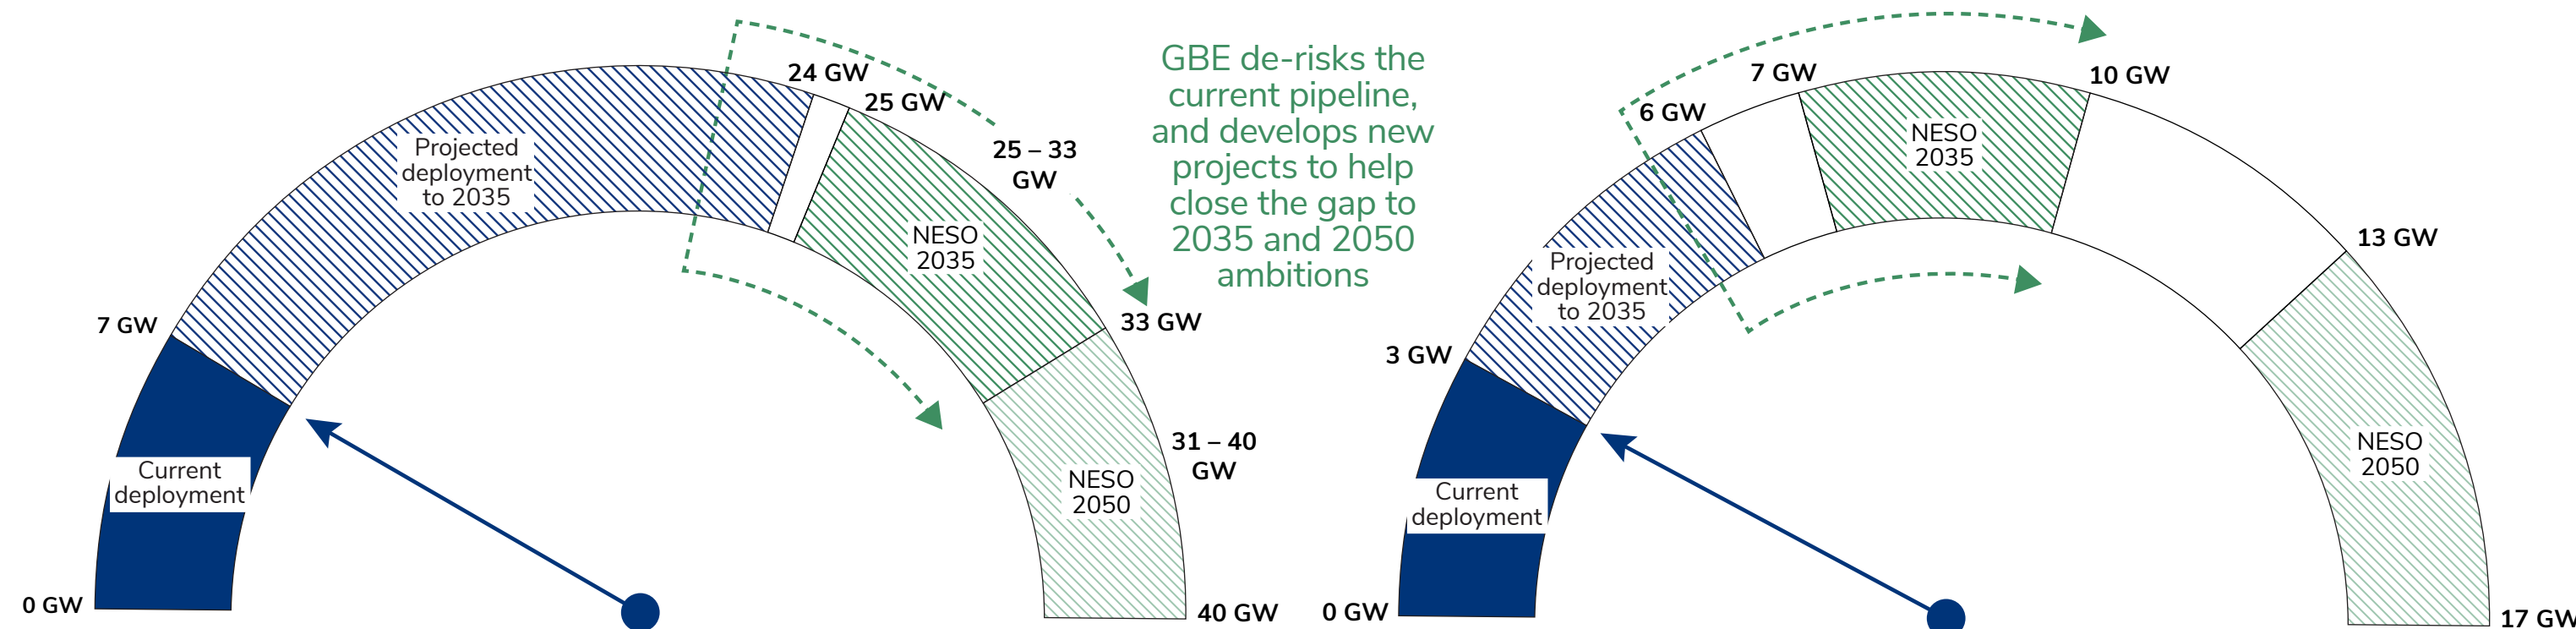 0 GW
7 GW
24 GW
25 GW
25 – 33
GW
33 GW
31 – 40
GW
40 GW
Current
deployment
Projected
deployment
to 2035
NESO
2035
NESO
2050
GBE de-risks the
current pipeline,
and develops new
projects to help
close the gap to
2035 and 2050
ambitions
0 GW
3 GW
6 GW
7 GW
10 GW
13 GW
17 GW
Current
deployment
Projected
deployment
to 2035
NESO
2035
NESO
2050